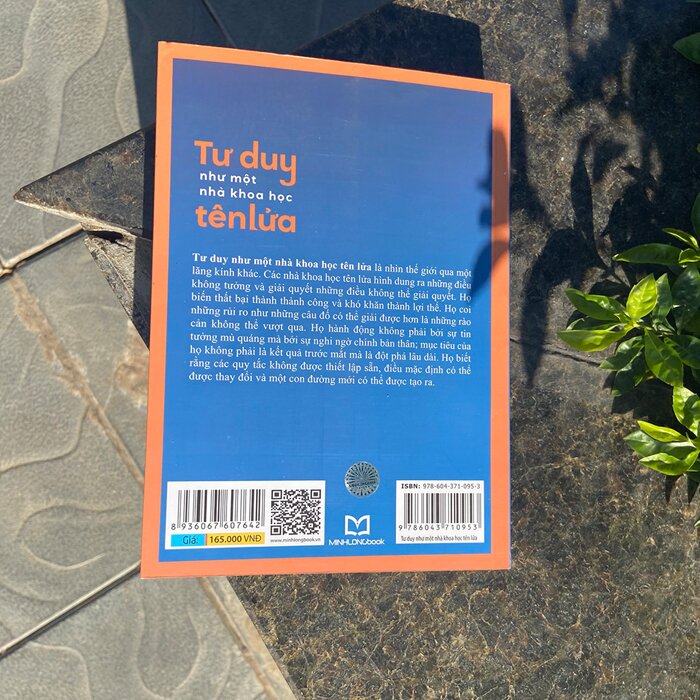 Tư duy
như một
nhà khoa học
tên lửa
Tư duy như một nhà khoa học tên lửa là nhìn thế giới qua một
lăng kính khác. Các nhà khoa học tên lửa hình dung ra những điều
không tưởng và giải quyết những điều không thể giải quyết. Họ
biến thất bại thành thành công và khó khăn thành lợi thế. Họ coi
những rủi ro như những câu đố có thể giải được hơn là những rào
cản không thể vượt qua. Họ hành động không phải bởi sự tin
tưởng mù quáng mà bởi sự nghi ngờ chính bản thân; mục tiêu của
họ không phải là kết quả trước mắt mà là đột phá lâu dài. Họ biết
rằng các quy tắc không được thiết lập sẵn, điều mặc định có thể
được thay đổi và một con đường mới có thể được tạo ra.
ISBN: 978-604-371-095-3
8 936067 607642
Giá: 165.000 VNĐ
www.minhlongbook.vn
MINHLONGbook
9 786043 710953
Tư duy như một nhà khoa học tên lửa